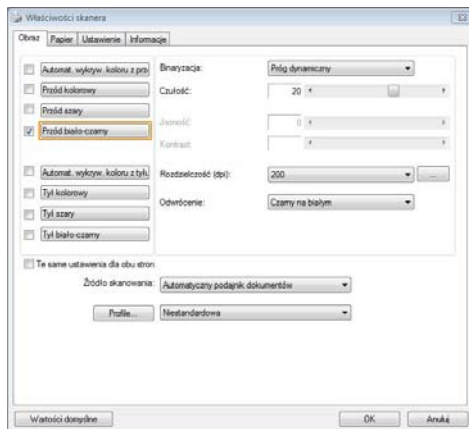 Właściwości skanera
Obraz Papier Ustawienie Informacje
Automat. wykryw. koloru z prz
Przód kolorowy
Przód szary
Przód biało-czarny
Automat. wykryw. koloru z tyłu
Tył kolorowy
Tył szary
Tył biało-czarny
Binaryzacja: Próg dynamiczny
Czułość: 20
Jasność: 0
Kontrast:
Rozdzielczość (dpi): 200 ...
Odwrócenie: Czarny na białym
Te same ustawienia dla obu stron
Źródło skanowania: Automatyczny podajnik dokumentów
Profile... Niestandardowa
Wartości domyślne OK Anuluj